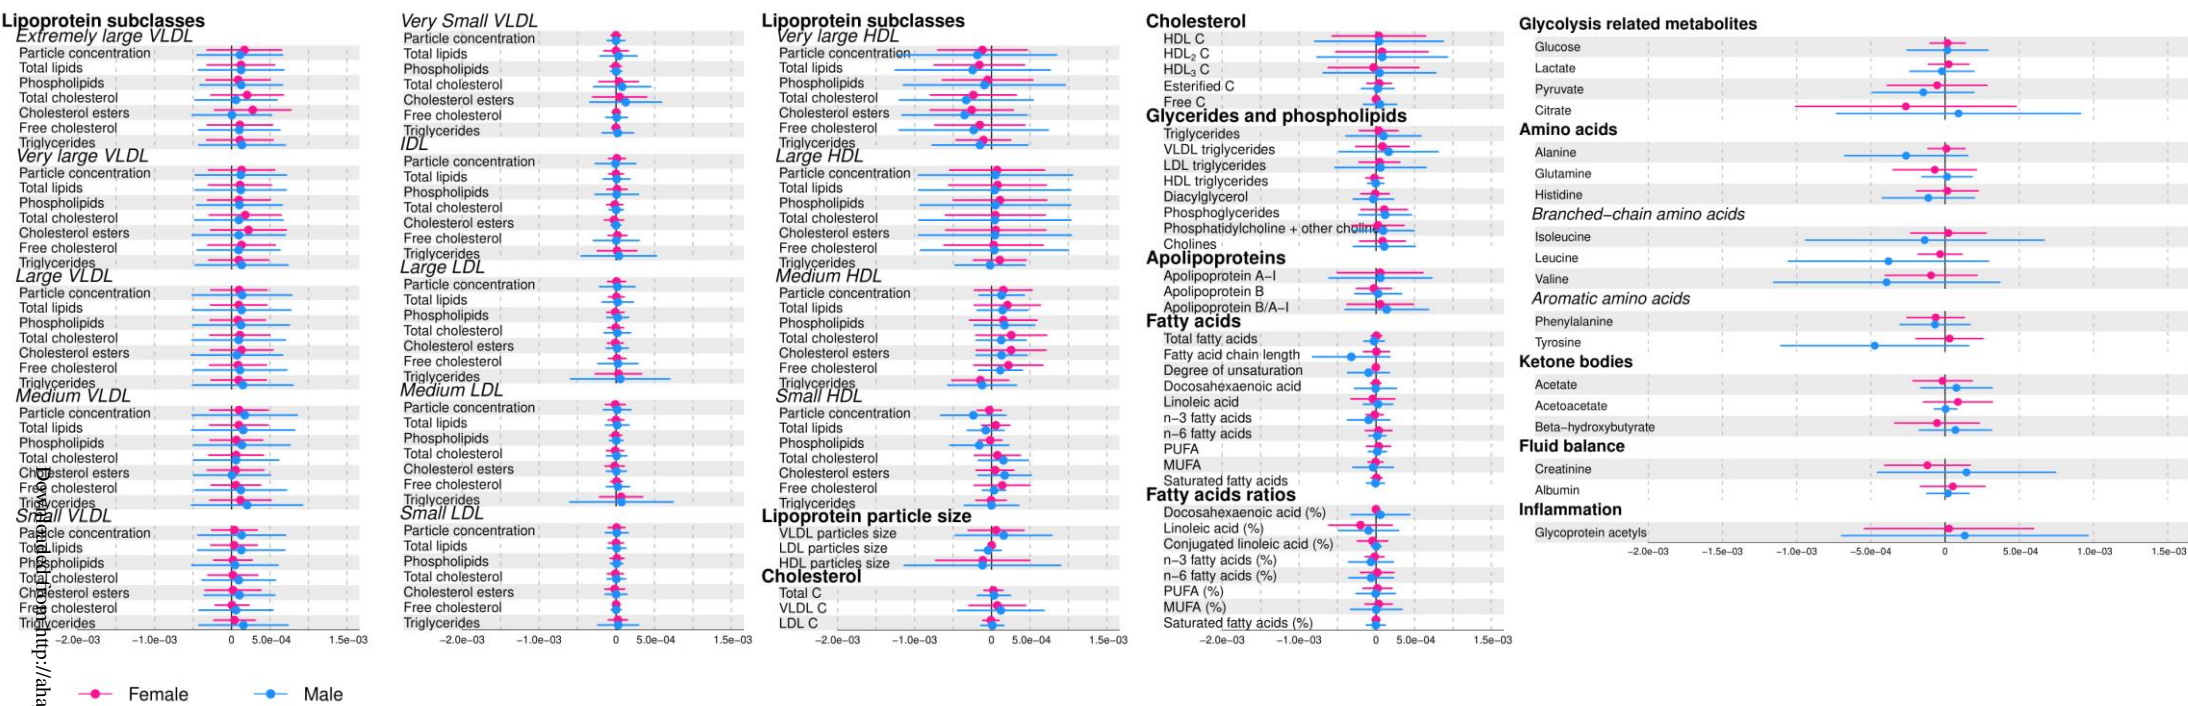 Lipoprotein subclasses
Extremely large VLDL
Particle concentration
Total lipids
Phospholipids
Total cholesterol
Cholesterol esters
Free cholesterol
Triglycerides
Very large VLDL
Particle concentration
Total lipids
Phospholipids
Total cholesterol
Cholesterol esters
Free cholesterol
Triglycerides
Large VLDL
Particle concentration
Total lipids
Phospholipids
Total cholesterol
Cholesterol esters
Free cholesterol
Triglycerides
Medium VLDL
Particle concentration
Total lipids
Phospholipids
Total cholesterol
Cholesterol esters
Free cholesterol
Triglycerides
Small VLDL
Particle concentration
Total lipids
Phospholipids
Total cholesterol
Cholesterol esters
Free cholesterol
Triglycerides
−2.0e−03 −1.0e−03 0 5.0e−04 1.5e−03
Very Small VLDL
Particle concentration
Total lipids
Phospholipids
Total cholesterol
Cholesterol esters
Free cholesterol
Triglycerides
IDL
Particle concentration
Total lipids
Phospholipids
Total cholesterol
Cholesterol esters
Free cholesterol
Triglycerides
Large LDL
Particle concentration
Total lipids
Phospholipids
Total cholesterol
Cholesterol esters
Free cholesterol
Triglycerides
Medium LDL
Particle concentration
Total lipids
Phospholipids
Total cholesterol
Cholesterol esters
Free cholesterol
Triglycerides
Small LDL
Particle concentration
Total lipids
Phospholipids
Total cholesterol
Cholesterol esters
Free cholesterol
Triglycerides
−2.0e−03 −1.0e−03 0 5.0e−04 1.5e−03
Lipoprotein subclasses
Very large HDL
Particle concentration
Total lipids
Phospholipids
Total cholesterol
Cholesterol esters
Free cholesterol
Triglycerides
Large HDL
Particle concentration
Total lipids
Phospholipids
Total cholesterol
Cholesterol esters
Free cholesterol
Triglycerides
Medium HDL
Particle concentration
Total lipids
Phospholipids
Total cholesterol
Cholesterol esters
Free cholesterol
Triglycerides
Small HDL
Particle concentration
Total lipids
Phospholipids
Total cholesterol
Cholesterol esters
Free cholesterol
Triglycerides
Lipoprotein particle size
VLDL particles size
LDL particles size
HDL particles size
Cholesterol
Total C
VLDL C
LDL C
−2.0e−03 −1.0e−03 0 5.0e−04 1.5e−03
Cholesterol
HDL C
HDL₂ C
HDL₃ C
Esterified C
Free C
Glycerides and phospholipids
Triglycerides
VLDL triglycerides
LDL triglycerides
HDL triglycerides
Diacylglycerol
Phosphoglycerides
Phosphatidylcholine + other choline
Cholines
Apolipoproteins
Apolipoprotein A−I
Apolipoprotein B
Apolipoprotein B/A−I
Fatty acids
Total fatty acids
Fatty acid chain length
Degree of unsaturation
Docosahexaenoic acid
Linoleic acid
n−3 fatty acids
n−6 fatty acids
PUFA
MUFA
Saturated fatty acids
Fatty acids ratios
Docosahexaenoic acid (%)
Linoleic acid (%)
Conjugated linoleic acid (%)
n−3 fatty acids (%)
n−6 fatty acids (%)
PUFA (%)
MUFA (%)
Saturated fatty acids (%)
−2.0e−03 −1.0e−03 0 5.0e−04 1.5e−03
Glycolysis related metabolites
Glucose
Lactate
Pyruvate
Citrate
Amino acids
Alanine
Glutamine
Histidine
Branched−chain amino acids
Isoleucine
Leucine
Valine
Aromatic amino acids
Phenylalanine
Tyrosine
Ketone bodies
Acetate
Acetoacetate
Beta−hydroxybutyrate
Fluid balance
Creatinine
Albumin
Inflammation
Glycoprotein acetyls
−2.0e−03 −1.5e−03 −1.0e−03 −5.0e−04 0 5.0e−04 1.0e−03 1.5e−03
Female Male
Downloaded from http://aha